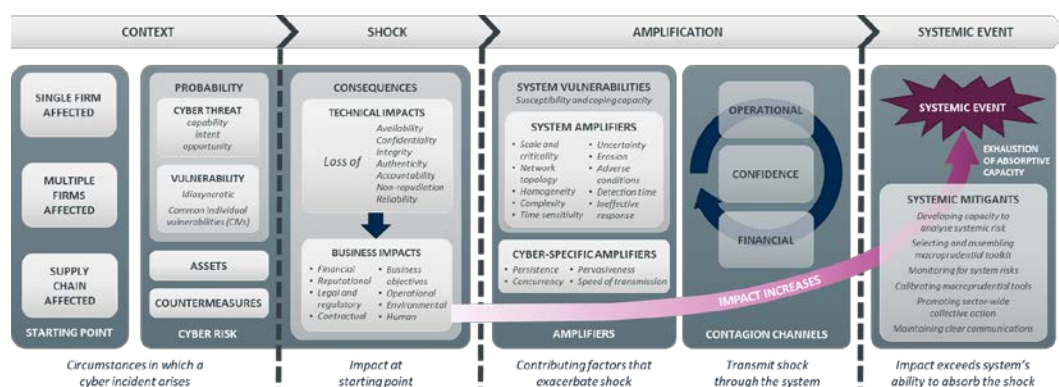 CONTEXT
SHOCK
AMPLIFICATION
SYSTEMIC EVENT
SINGLE FIRM
AFFECTED
MULTIPLE
FIRMS
AFFECTED
SUPPLY
CHAIN
AFFECTED
STARTING POINT
PROBABILITY
CYBER THREAT
capability
intent
opportunity
VULNERABILITY
Idiosyncratic
Common individual
vulnerabilities (CIVs)
ASSETS
COUNTERMEASURES
CYBER RISK
Circumstances in which a
cyber incident arises
CONSEQUENCES
TECHNICAL IMPACTS
Loss of
Availability
Confidentiality
Integrity
Authenticity
Accountability
Non-repudiation
Reliability
BUSINESS IMPACTS
• Financial
• Reputational
• Legal and
regulatory
• Contractual
• Business
objectives
• Operational
• Environmental
• Human
Impact at
starting point
SYSTEM VULNERABILITIES
Susceptibility and coping capacity
SYSTEM AMPLIFIERS
• Scale and
criticality
• Network
topology
• Homogeneity
• Complexity
• Time sensitivity
• Uncertainty
• Erosion
• Adverse
conditions
• Detection time
• Ineffective
response
CYBER-SPECIFIC AMPLIFIERS
• Persistence
• Concurrency
• Pervasiveness
• Speed of transmission
AMPLIFIERS
Contributing factors that
exacerbate shock
OPERATIONAL
CONFIDENCE
FINANCIAL
IMPACT INCREASES
CONTAGION CHANNELS
Transmit shock
through the system
SYSTEMIC EVENT
EXHAUSTION
OF ABSORPTIVE
CAPACITY
SYSTEMIC MITIGANTS
Developing capacity to
analyse systemic risk
Selecting and assembling
macroprudential toolkit
Monitoring for system risks
Calibrating macroprudential tools
Promoting sector-wide
collective action
Maintaining clear communications
Impact exceeds system's
ability to absorb the shock